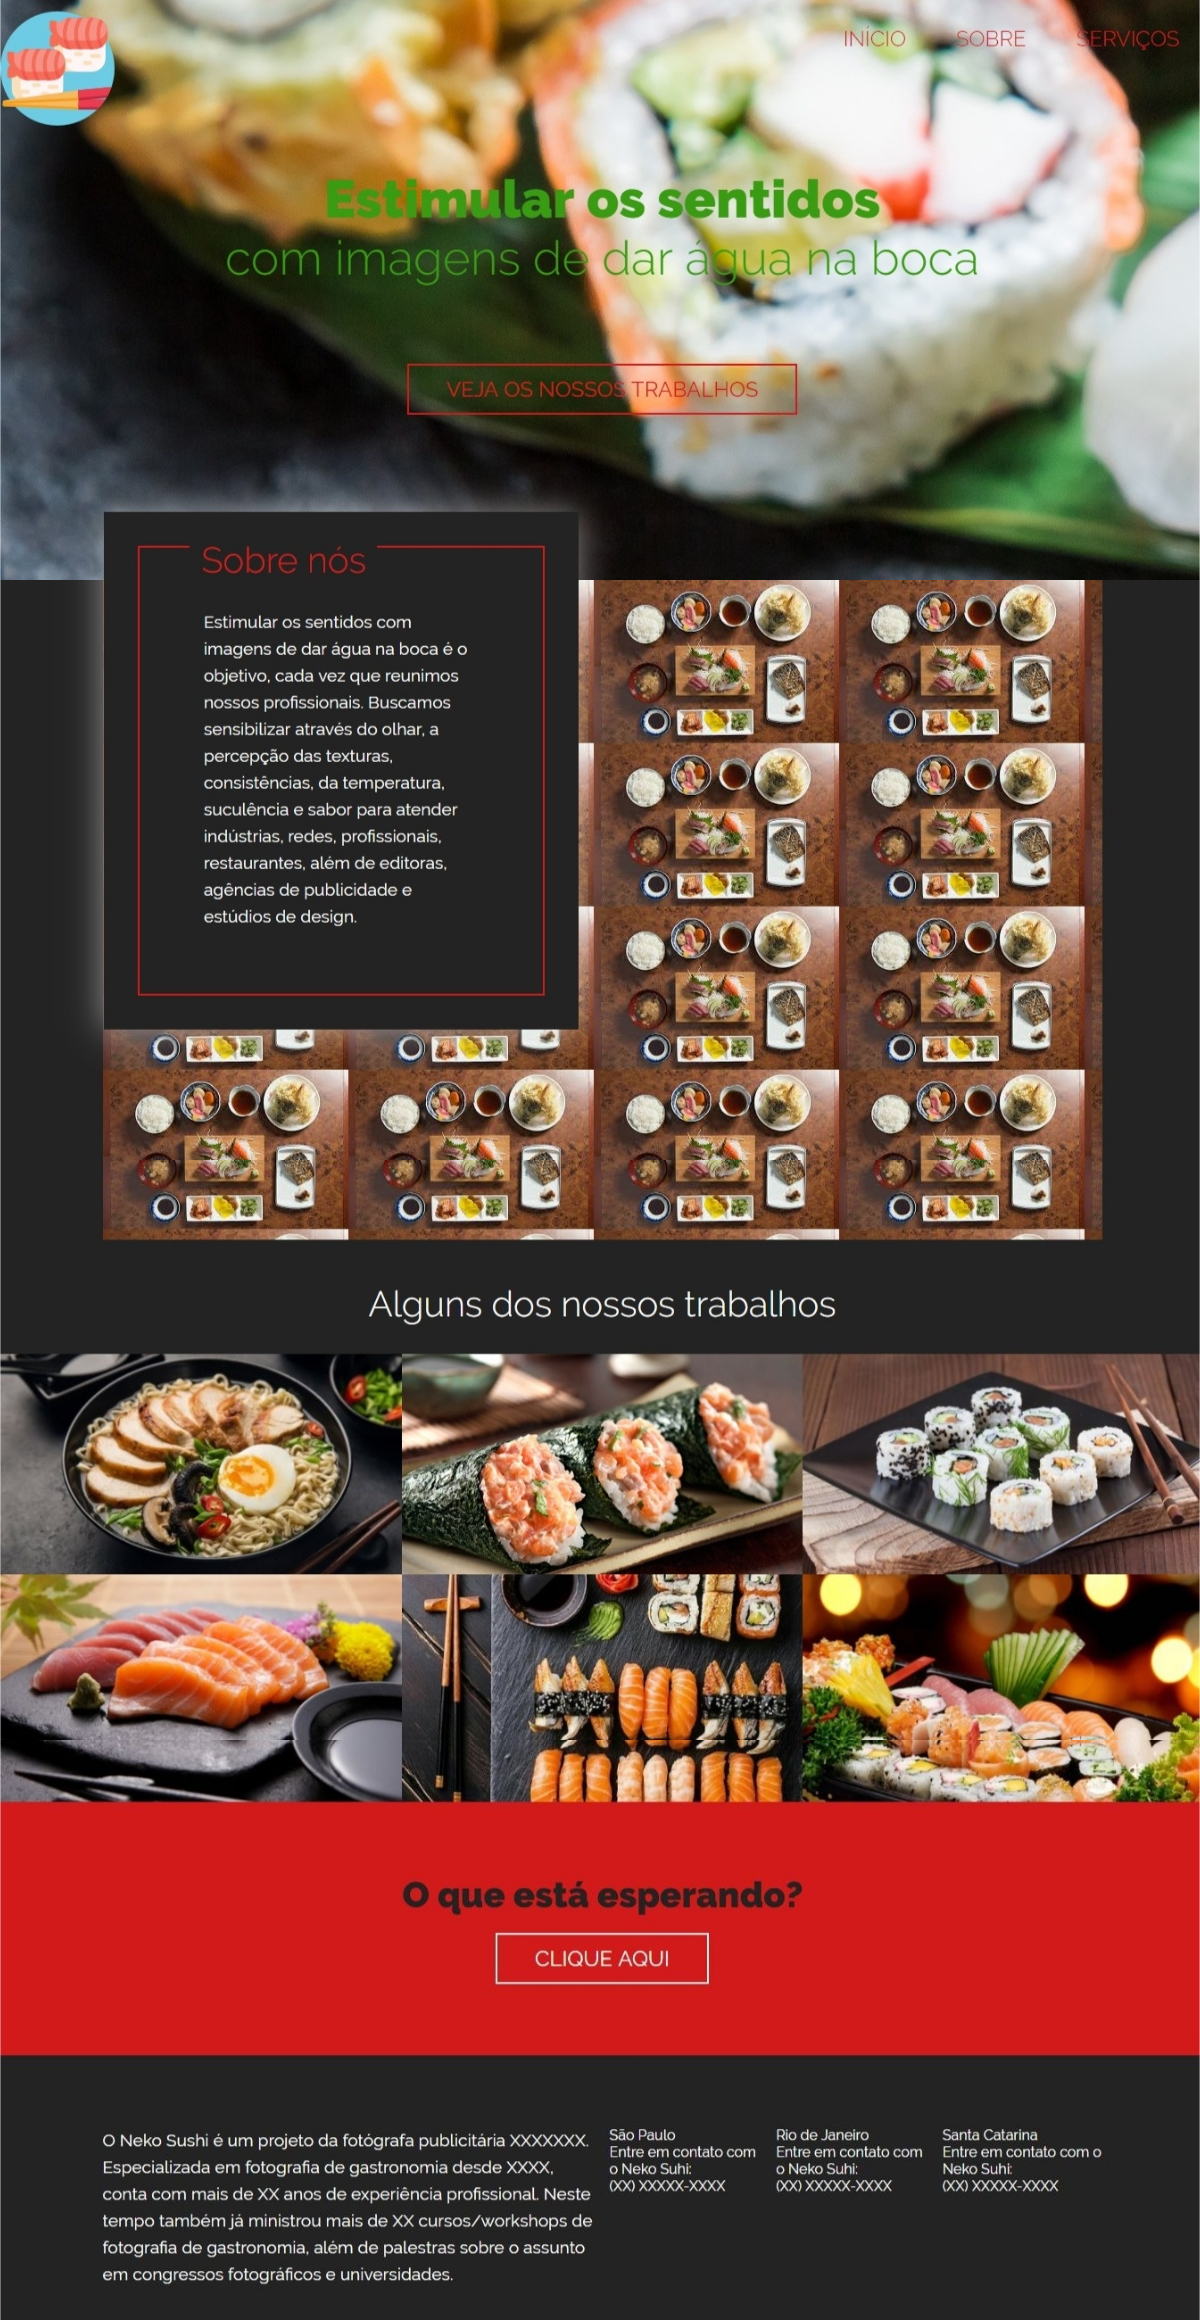 INÍCIO SOBRE SERVIÇOS
Estimular os sentidos
com imagens de dar água na boca
VEJA OS NOSSOS TRABALHOS
Sobre nós
Estimular os sentidos com
imagens de dar água na boca é o
objetivo, cada vez que reunimos
nossos profissionais. Buscamos
sensibilizar através do olhar, a
percepção das texturas,
consistências, da temperatura,
suculência e sabor para atender
indústrias, redes, profissionais,
restaurantes, além de editoras,
agências de publicidade e
estúdios de design.
Alguns dos nossos trabalhos
O que está esperando?
CLIQUE AQUI
O Neko Sushi é um projeto da fotógrafa publicitária XXXXXXX.
Especializada em fotografia de gastronomia desde XXXX,
conta com mais de XX anos de experiência profissional. Neste
tempo também já ministrou mais de XX cursos/workshops de
fotografia de gastronomia, além de palestras sobre o assunto
em congressos fotográficos e universidades.
São Paulo
Entre em contato com
o Neko Suhi:
(XX) XXXXX-XXXX
Rio de Janeiro
Entre em contato com
o Neko Suhi:
(XX) XXXXX-XXXX
Santa Catarina
Entre em contato com o
Neko Suhi:
(XX) XXXXX-XXXX